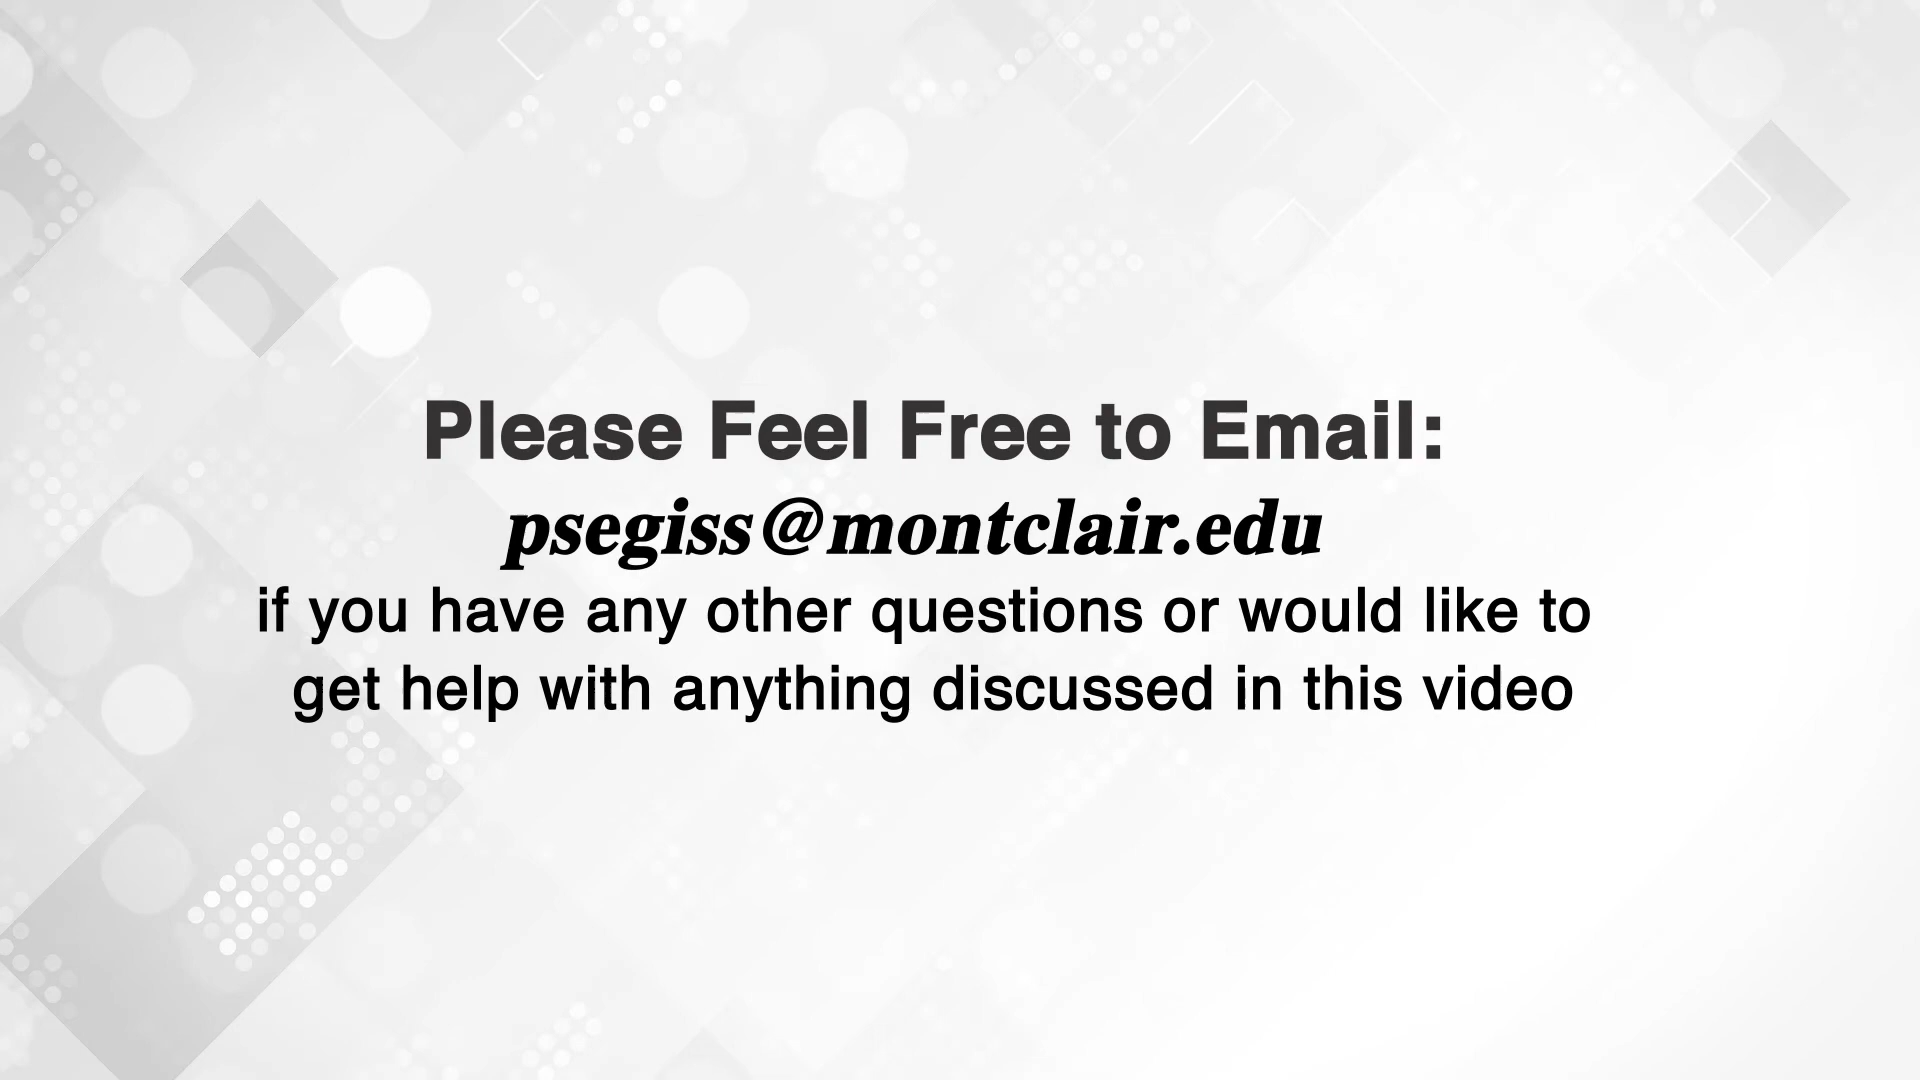 Please Feel Free to Email:
psegiss@montclair.edu
if you have any other questions or would like to
get help with anything discussed in this video